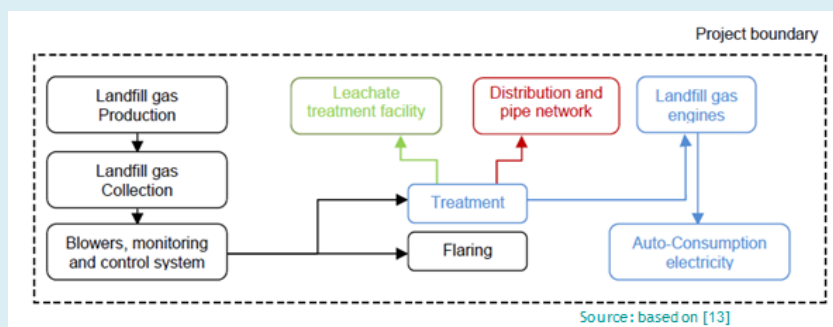 Project boundary
Landfill gas
Production
Leachate
treatment facility
Distribution and
pipe network
Landfill gas
engines
Landfill gas
Collection
Treatment
Blowers, monitoring
and control system
Flaring
Auto-Consumption
electricity
Source: based on [13]